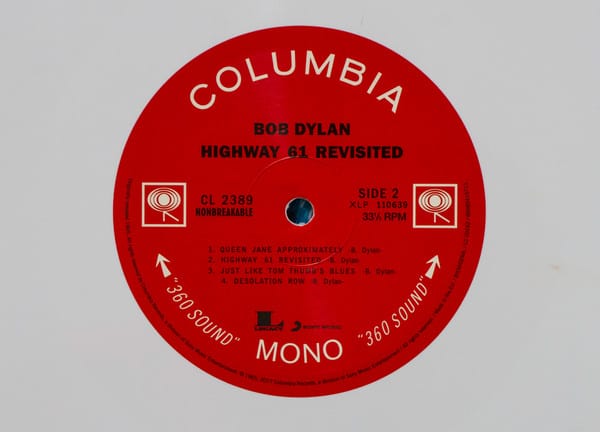 COLUMBIA
BOB DYLAN
HIGHWAY 61 REVISITED
CL 2389
NONBREAKABLE
SIDE 2
XLP 110639
33⅓ RPM
1. QUEEN JANE APPROXIMATELY -B. Dylan-
2. HIGHWAY 61 REVISITED -B. Dylan-
3. JUST LIKE TOM THUMB'S BLUES -B. Dylan-
4. DESOLATION ROW -B. Dylan-
L
LEGACY
"360 SOUND"
MONO
"360 SOUND"